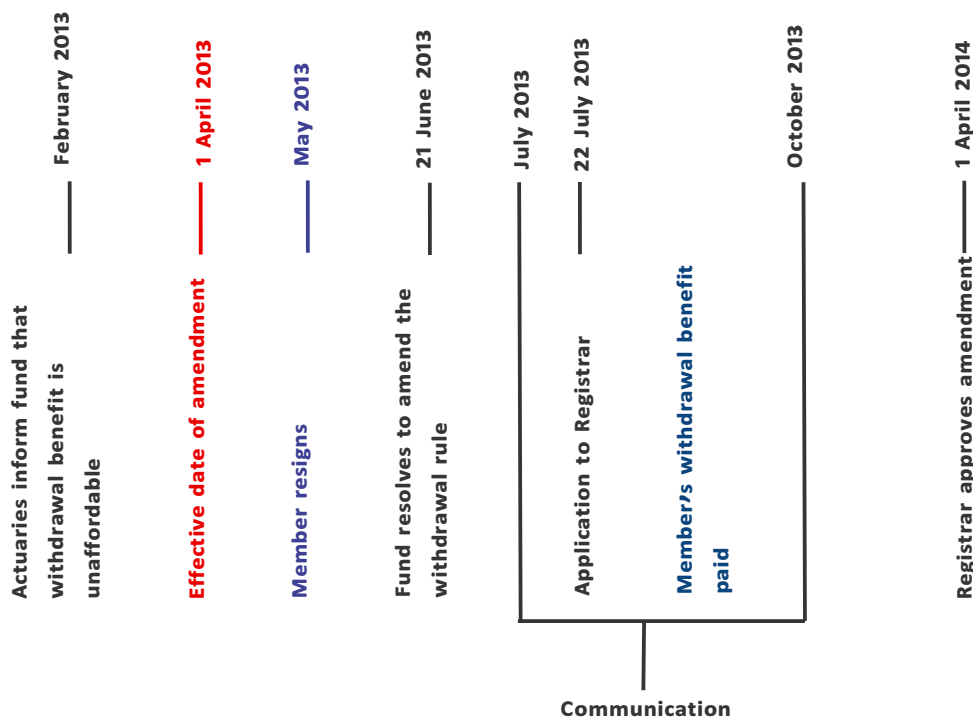 February 2013
1 April 2013
May 2013
21 June 2013
July 2013
22 July 2013
October 2013
1 April 2014
Actuaries inform fund that
withdrawal benefit is
unaffordable
Effective date of amendment
Member resigns
Fund resolves to amend the
withdrawal rule
Application to Registrar
Member's withdrawal benefit
paid
Registrar approves amendment
Communication